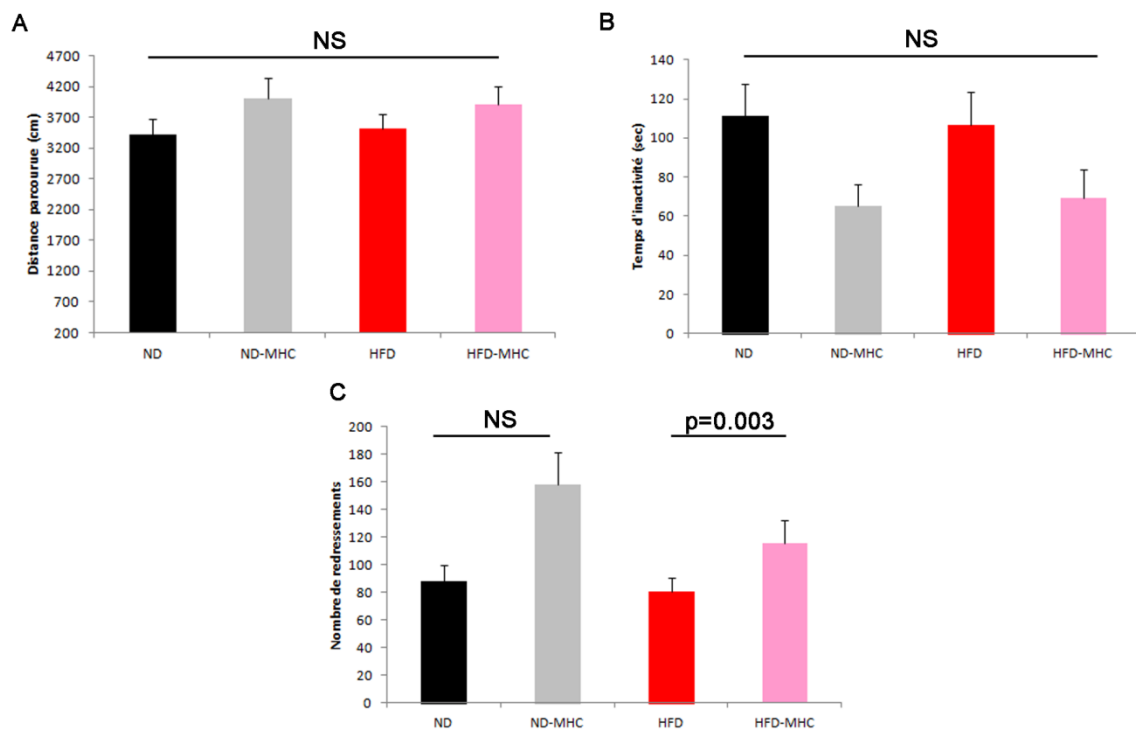 A
NS
Distance parcourue (cm)
4700
4200
3700
3200
2700
2200
1700
1200
700
200
ND
ND-MHC
HFD
HFD-MHC
B
NS
Temps d'inactivité (sec)
140
120
100
80
60
40
20
0
ND
ND-MHC
HFD
HFD-MHC
C
NS
p=0.003
Nombre de redressements
200
180
160
140
120
100
80
60
40
20
0
ND
ND-MHC
HFD
HFD-MHC